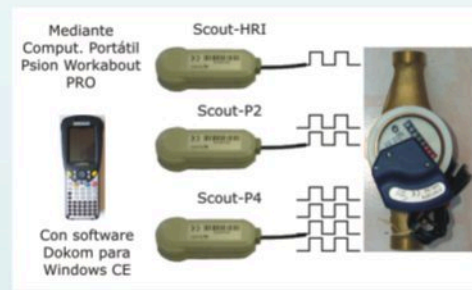 Mediante
Comput. Portátil
Psion Workabout
PRO
Con software
Dokom para
Windows CE
Scout-HRI
Scout-P2
Scout-P4